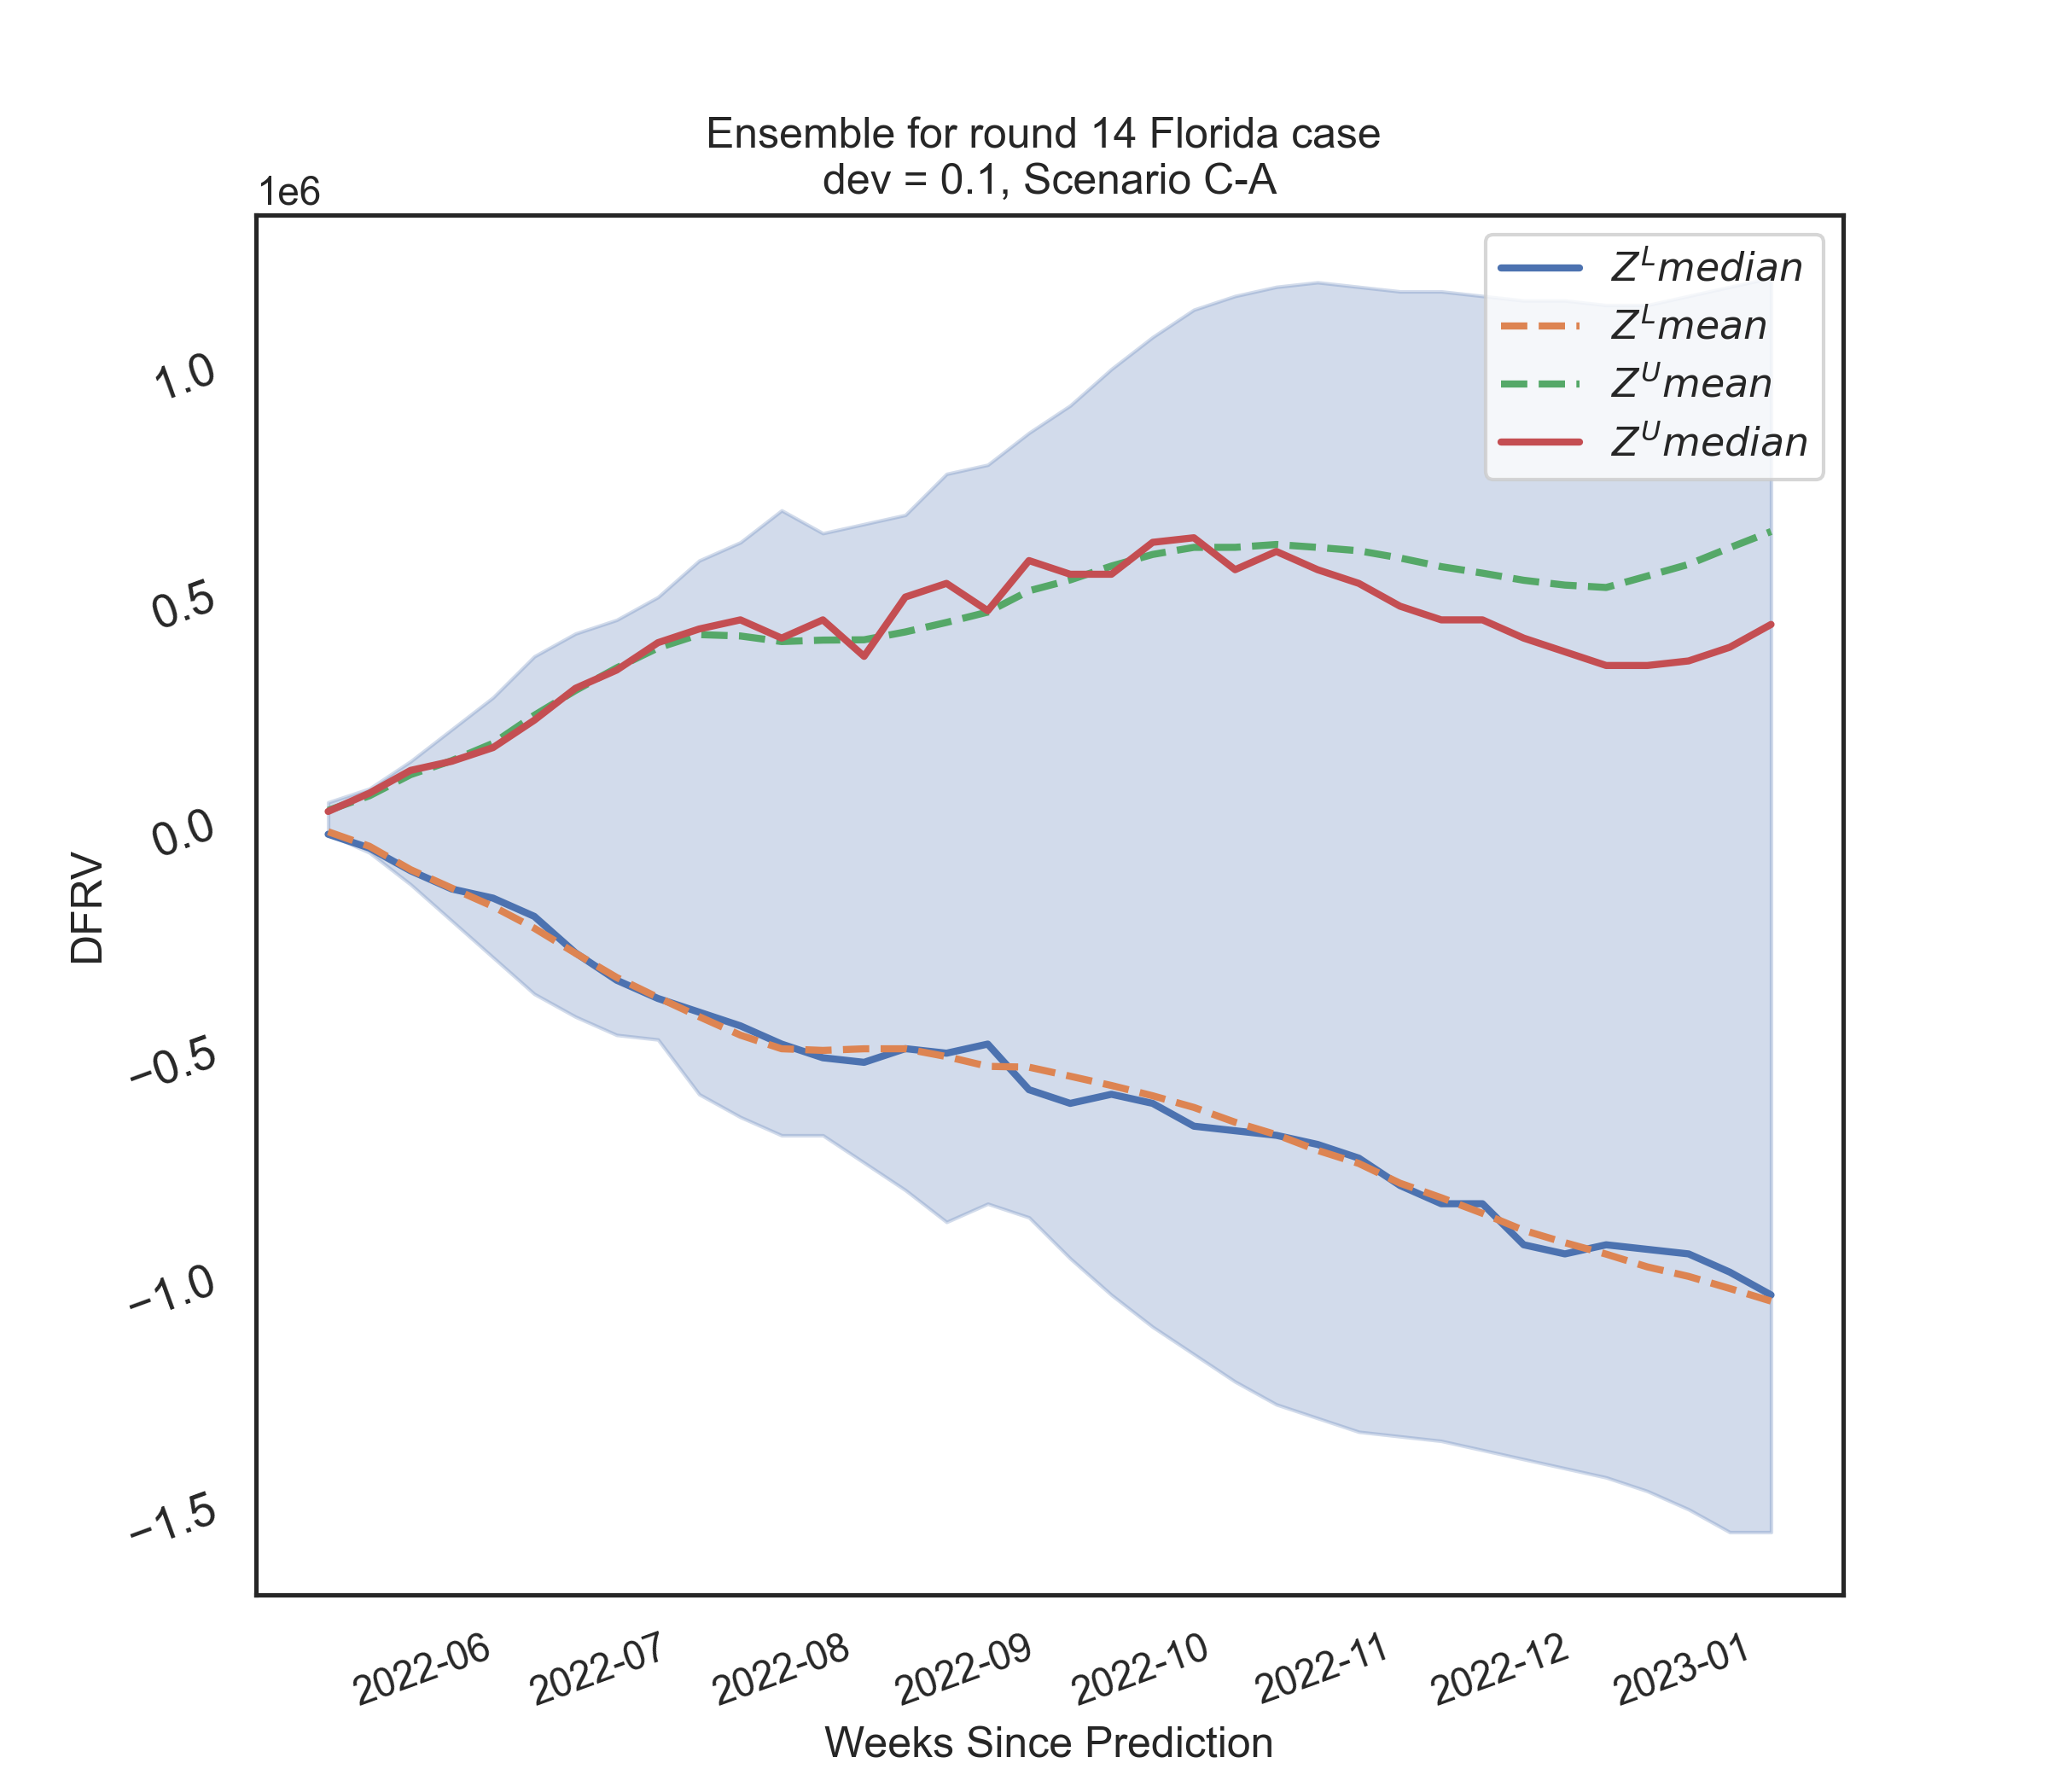 Ensemble for round 14 Florida case
dev = 0.1, Scenario C-A
1e6
Z^L median
Z^L mean
Z^U mean
Z^U median
1.0
0.5
0.0
−0.5
−1.0
−1.5
DFRV
2022-06
2022-07
2022-08
2022-09
2022-10
2022-11
2022-12
2023-01
Weeks Since Prediction